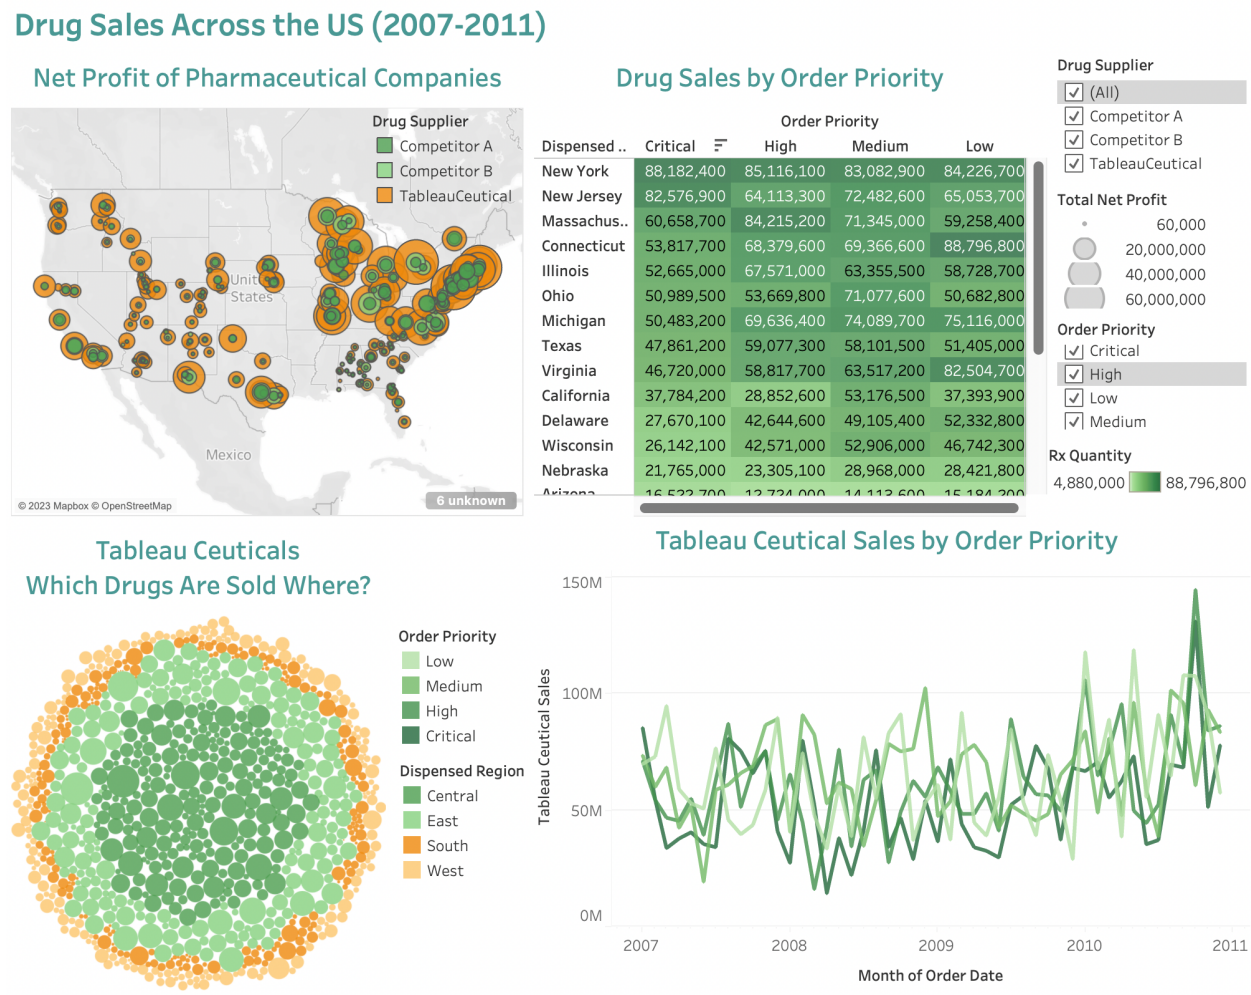 Drug Sales Across the US (2007-2011)
Net Profit of Pharmaceutical Companies
Drug Supplier
Competitor A
Competitor B
TableauCeutical
United
States
Mexico
© 2023 Mapbox © OpenStreetMap
6 unknown
Drug Sales by Order Priority
Order Priority
Dispensed .. Critical High Medium Low
New York 88,182,400 85,116,100 83,082,900 84,226,700
New Jersey 82,576,900 64,113,300 72,482,600 65,053,700
Massachus.. 60,658,700 84,215,200 71,345,000 59,258,400
Connecticut 53,817,700 68,379,600 69,366,600 88,796,800
Illinois 52,665,000 67,571,000 63,355,500 58,728,700
Ohio 50,989,500 53,669,800 71,077,600 50,682,800
Michigan 50,483,200 69,636,400 74,089,700 75,116,000
Texas 47,861,200 59,077,300 58,101,500 51,405,000
Virginia 46,720,000 58,817,700 63,517,200 82,504,700
California 37,784,200 28,852,600 53,176,500 37,393,900
Delaware 27,670,100 42,644,600 49,105,400 52,332,800
Wisconsin 26,142,100 42,571,000 52,906,000 46,742,300
Nebraska 21,765,000 23,305,100 28,968,000 28,421,800
Arizona 16,522,700 12,724,000 14,113,600 15,184,200
Drug Supplier
(All)
Competitor A
Competitor B
TableauCeutical
Total Net Profit
60,000
20,000,000
40,000,000
60,000,000
Order Priority
Critical
High
Low
Medium
Rx Quantity
4,880,000 88,796,800
Tableau Ceuticals
Which Drugs Are Sold Where?
Order Priority
Low
Medium
High
Critical
Dispensed Region
Central
East
South
West
Tableau Ceutical Sales by Order Priority
Tableau Ceutical Sales
150M
100M
50M
0M
2007 2008 2009 2010 2011
Month of Order Date